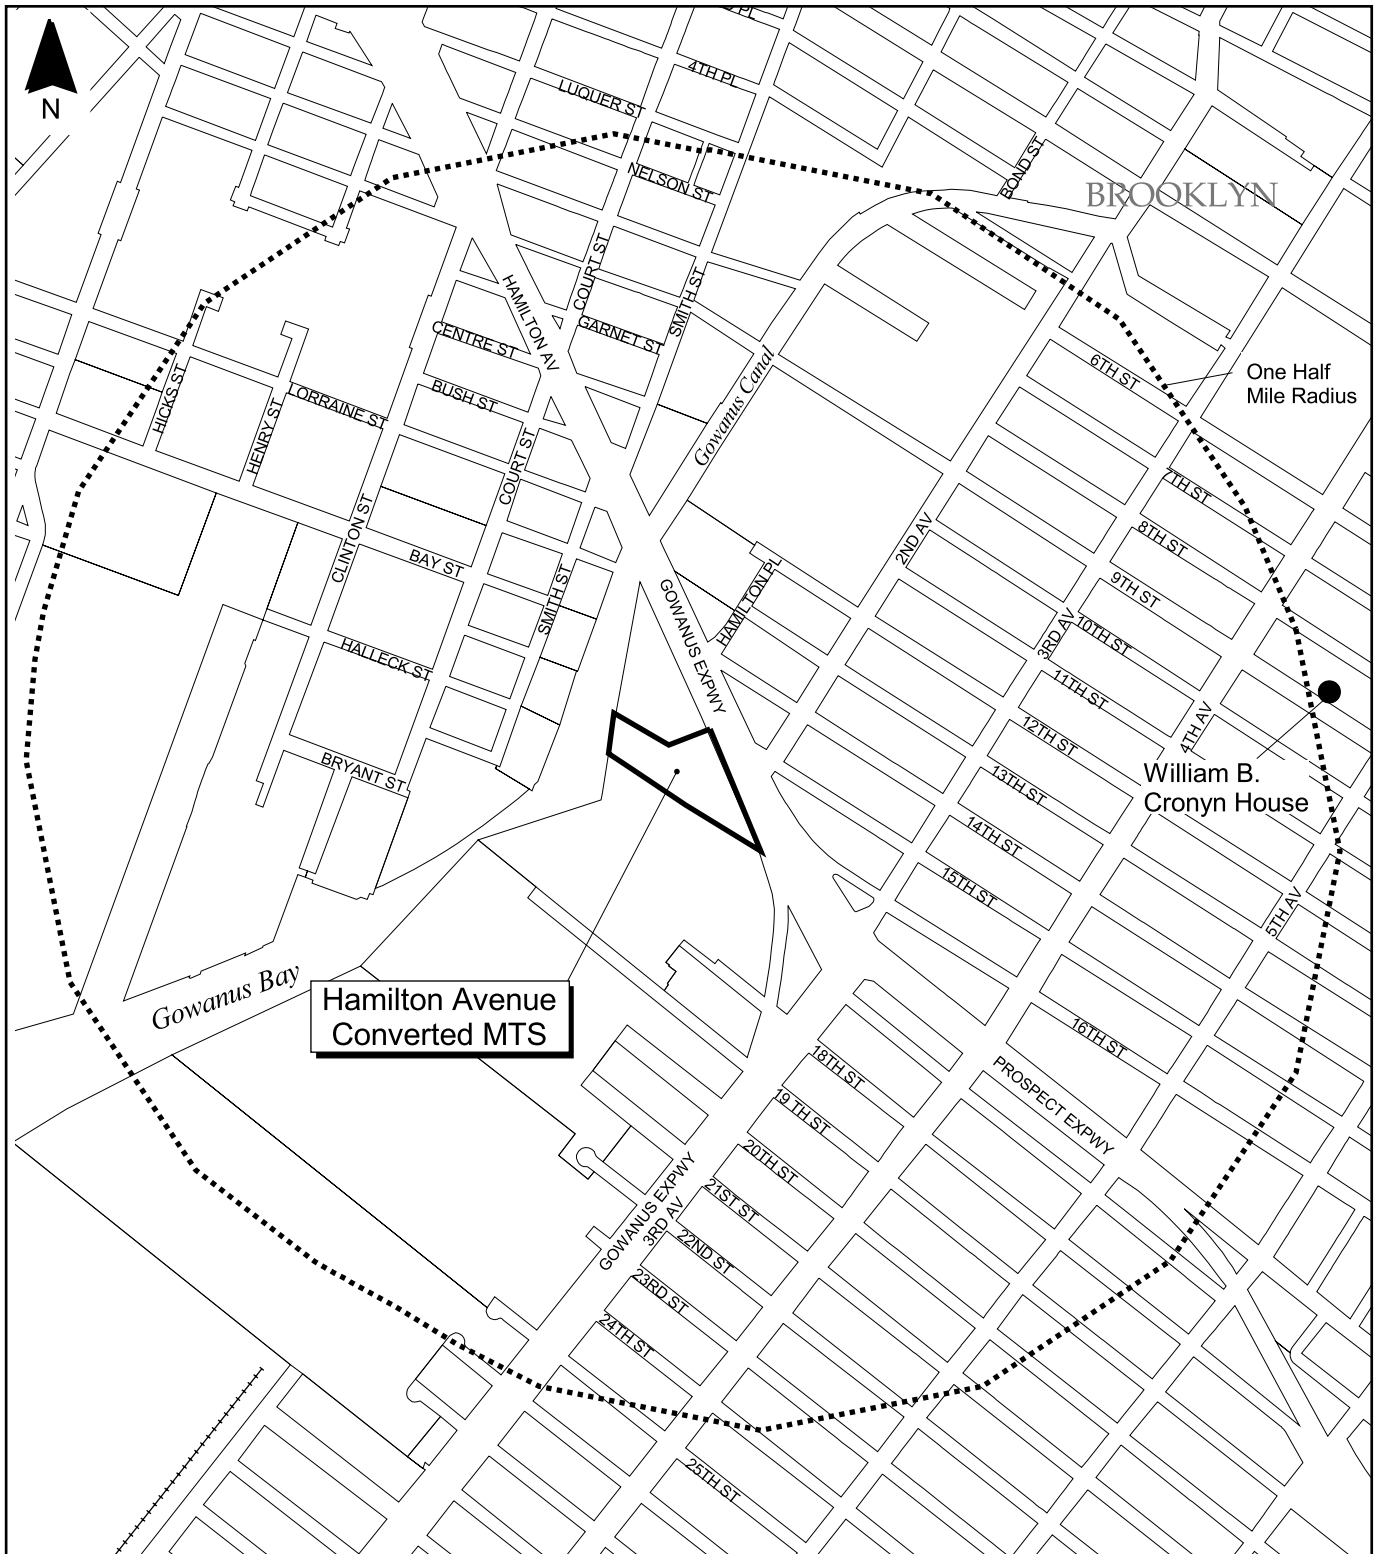 PL
4TH PL
LUQUER ST
N
NELSON ST
BOND ST
BROOKLYN
COURT ST
SMITH ST
HAMILTON AV
GARNET ST
CENTRE ST
Gowanus Canal
6TH ST
One Half
Mile Radius
HICKS ST
HENRY ST
LORRAINE ST
BUSH ST
COURT ST
7TH ST
CLINTON ST
BAY ST
2ND AV
8TH ST
9TH ST
SMITH ST
GOWANUS EXPWY
HAMILTON PL
3RD AV
10TH ST
HALLECK ST
11TH ST
4TH AV
12TH ST
BRYANT ST
13TH ST
William B.
Cronyn House
14TH ST
15TH ST
5TH AV
Gowanus Bay
Hamilton Avenue
Converted MTS
16TH ST
PROSPECT EXPWY
18TH ST
19 TH ST
20TH ST
21ST ST
GOWANUS EXPWY
3RD AV
22ND ST
23RD ST
24TH ST
25TH ST